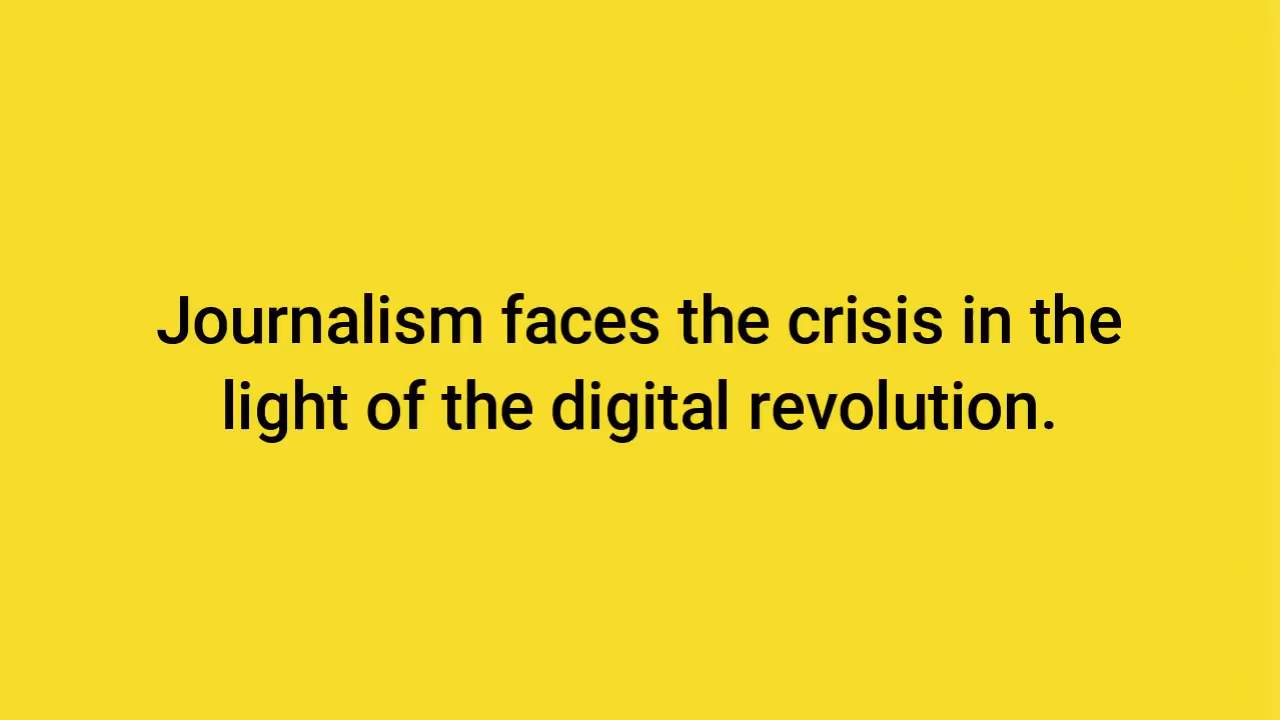 Journalism faces the crisis in the
light of the digital revolution.